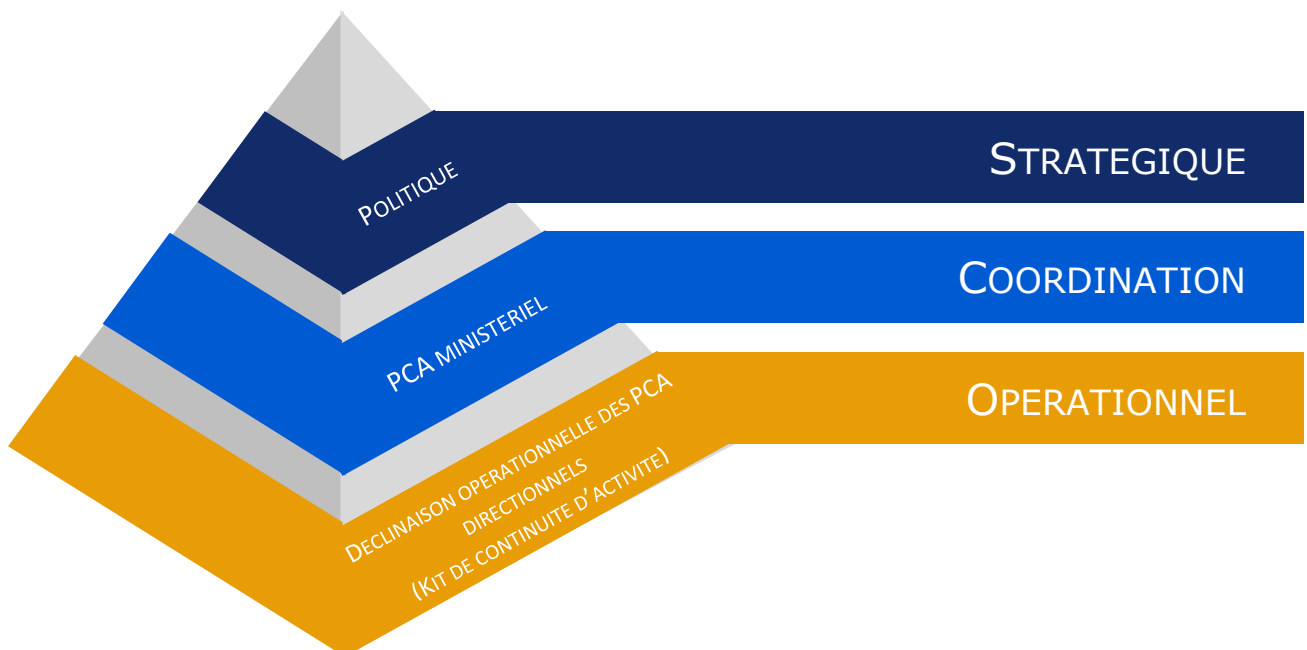 STRATEGIQUE
POLITIQUE
COORDINATION
PCA MINISTERIEL
OPERATIONNEL
DECLINAISON OPERATIONNELLE DES PCA
DIRECTIONNELS
(KIT DE CONTINUITE D'ACTIVITE)